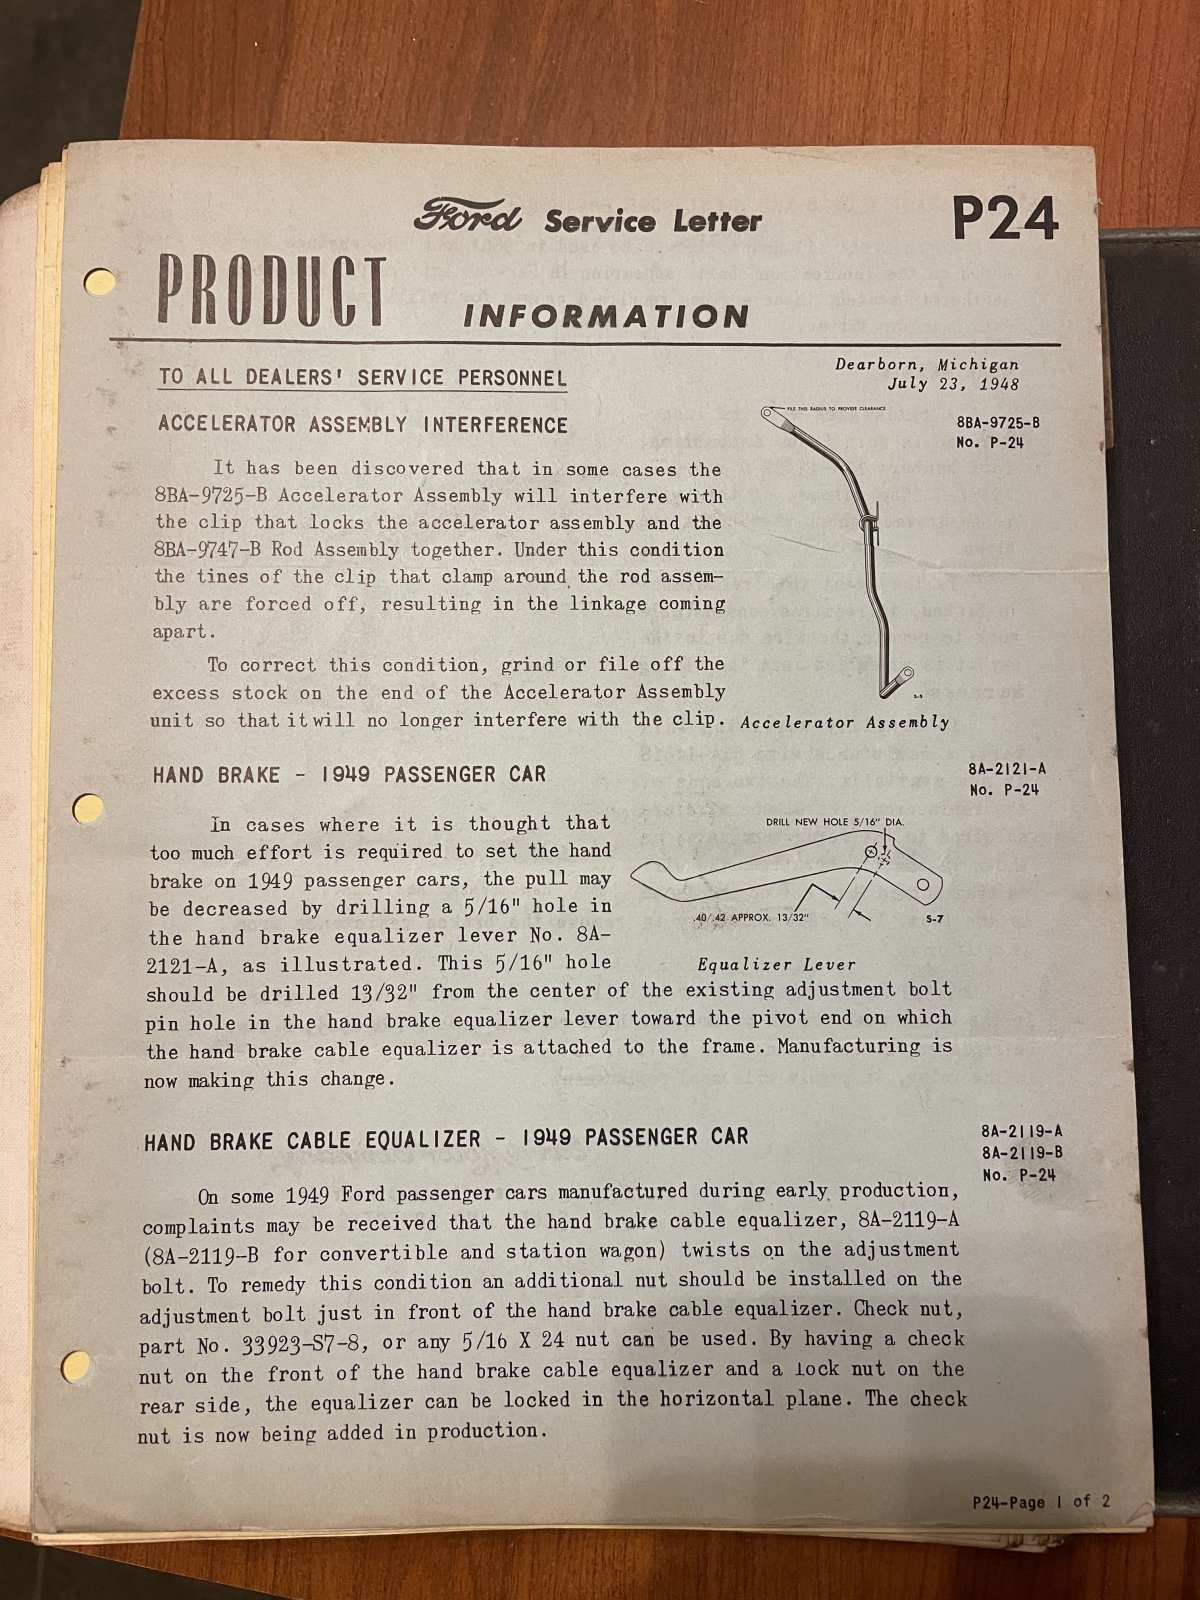 Ford Service Letter
P24
PRODUCT INFORMATION
Dearborn, Michigan
July 23, 1948
TO ALL DEALERS' SERVICE PERSONNEL
ACCELERATOR ASSEMBLY INTERFERENCE
8BA-9725-B
No. P-24
FILE THIS RADIUS TO PROVIDE CLEARANCE
It has been discovered that in some cases the
8BA-9725-B Accelerator Assembly will interfere with
the clip that locks the accelerator assembly and the
8BA-9747-B Rod Assembly together. Under this condition
the tines of the clip that clamp around the rod assem-
bly are forced off, resulting in the linkage coming
apart.
To correct this condition, grind or file off the
excess stock on the end of the Accelerator Assembly
unit so that it will no longer interfere with the clip.
Accelerator Assembly
HAND BRAKE - 1949 PASSENGER CAR
8A-2121-A
No. P-24
In cases where it is thought that
too much effort is required to set the hand
brake on 1949 passenger cars, the pull may
be decreased by drilling a 5/16" hole in
the hand brake equalizer lever No. 8A-
2121-A, as illustrated. This 5/16" hole
should be drilled 13/32" from the center of the existing adjustment bolt
pin hole in the hand brake equalizer lever toward the pivot end on which
the hand brake cable equalizer is attached to the frame. Manufacturing is
now making this change.
DRILL NEW HOLE 5/16" DIA.
.40/.42 APPROX. 13/32"
S-7
Equalizer Lever
HAND BRAKE CABLE EQUALIZER - 1949 PASSENGER CAR
8A-2119-A
8A-2119-B
No. P-24
On some 1949 Ford passenger cars manufactured during early production,
complaints may be received that the hand brake cable equalizer, 8A-2119-A
(8A-2119-B for convertible and station wagon) twists on the adjustment
bolt. To remedy this condition an additional nut should be installed on the
adjustment bolt just in front of the hand brake cable equalizer. Check nut,
part No. 33923-S7-8, or any 5/16 X 24 nut can be used. By having a check
nut on the front of the hand brake cable equalizer and a lock nut on the
rear side, the equalizer can be locked in the horizontal plane. The check
nut is now being added in production.
P24-Page 1 of 2